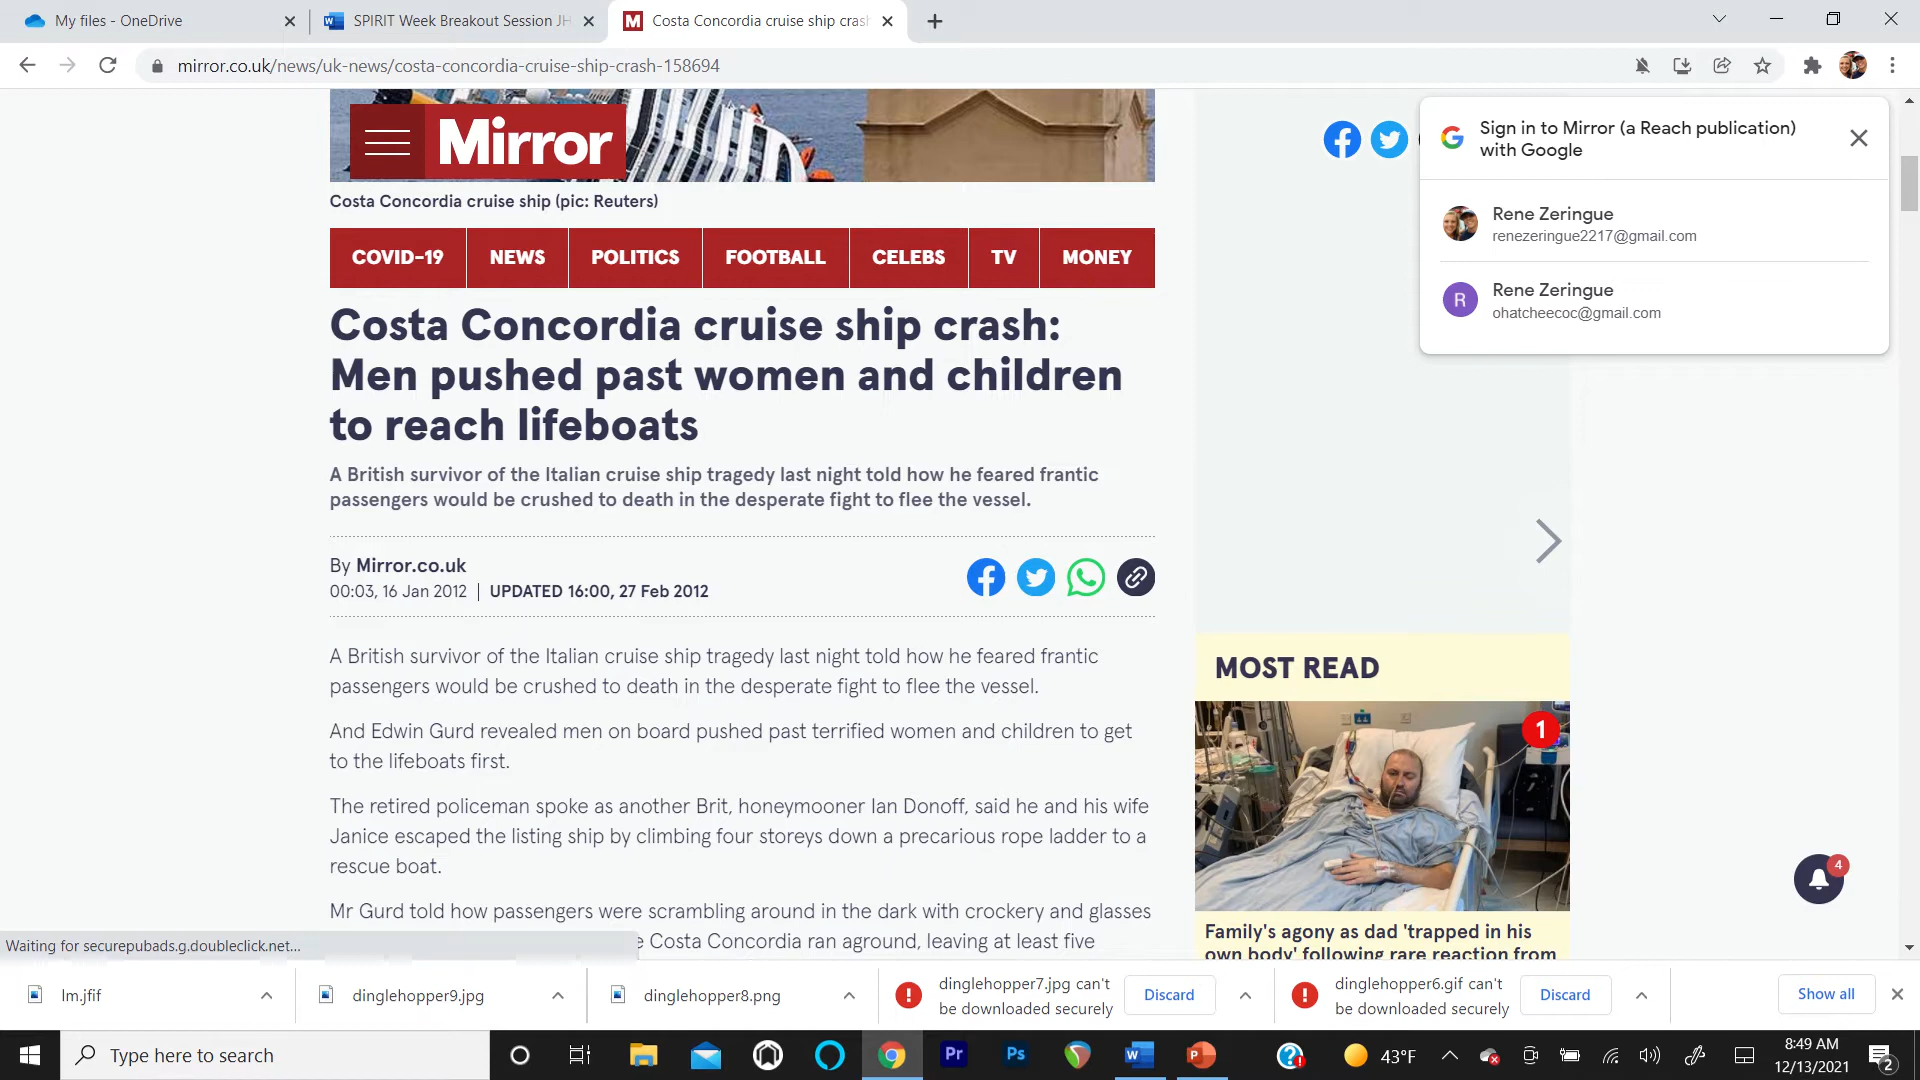 My files - OneDrive
SPIRIT Week Breakout Session JH
Costa Concordia cruise ship crash
mirror.co.uk/news/uk-news/costa-concordia-cruise-ship-crash-158694
Mirror
Costa Concordia cruise ship (pic: Reuters)
COVID-19 NEWS POLITICS FOOTBALL CELEBS TV MONEY
Costa Concordia cruise ship crash:
Men pushed past women and children
to reach lifeboats
A British survivor of the Italian cruise ship tragedy last night told how he feared frantic
passengers would be crushed to death in the desperate fight to flee the vessel.
By Mirror.co.uk
00:03, 16 Jan 2012 | UPDATED 16:00, 27 Feb 2012
A British survivor of the Italian cruise ship tragedy last night told how he feared frantic
passengers would be crushed to death in the desperate fight to flee the vessel.
And Edwin Gurd revealed men on board pushed past terrified women and children to get
to the lifeboats first.
The retired policeman spoke as another Brit, honeymooner Ian Donoff, said he and his wife
Janice escaped the listing ship by climbing four storeys down a precarious rope ladder to a
rescue boat.
Mr Gurd told how passengers were scrambling around in the dark with crockery and glasses
e Costa Concordia ran aground, leaving at least five
Sign in to Mirror (a Reach publication)
with Google
Rene Zeringue
renezeringue2217@gmail.com
R
Rene Zeringue
ohatcheecoc@gmail.com
MOST READ
1
Family's agony as dad 'trapped in his
own body' following rare reaction from
4
Waiting for securepubads.g.doubleclick.net...
lm.jfif
dinglehopper9.jpg
dinglehopper8.png
dinglehopper7.jpg can't
be downloaded securely
Discard
dinglehopper6.gif can't
be downloaded securely
Discard
Show all
Type here to search
Pr
Ps
43°F
8:49 AM
12/13/2021
2